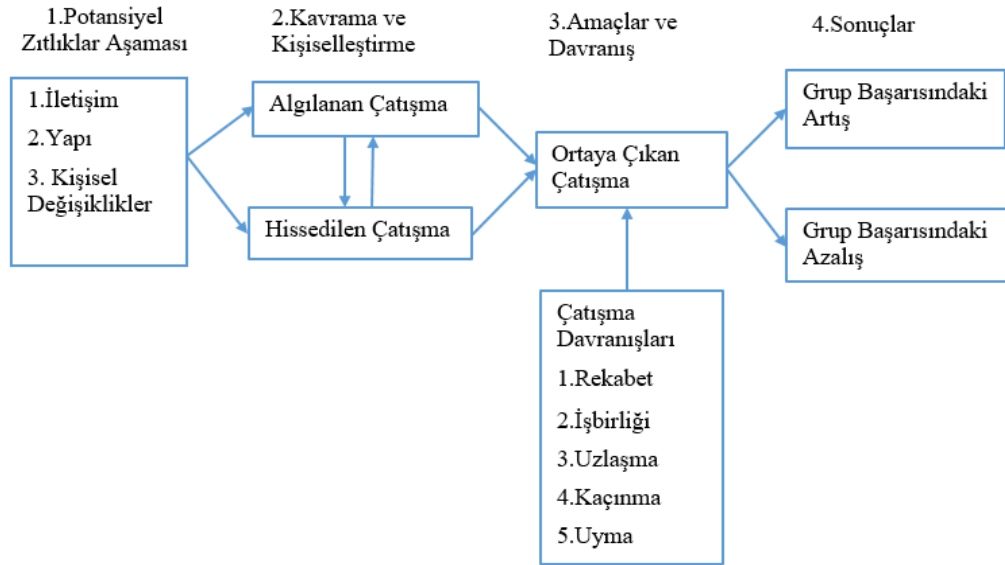 1.Potansiyel
Zıtlıklar Aşaması
2.Kavrama ve
Kişiselleştirme
3.Amaçlar ve
Davranış
4.Sonuçlar
1.İletişim
2.Yapı
3. Kişisel
Değişiklikler
Algılanan Çatışma
Hissedilen Çatışma
Ortaya Çıkan
Çatışma
Çatışma
Davranışları
1.Rekabet
2.İşbirliği
3.Uzlaşma
4.Kaçınma
5.Uyma
Grup Başarısındaki
Artış
Grup Başarısındaki
Azalış